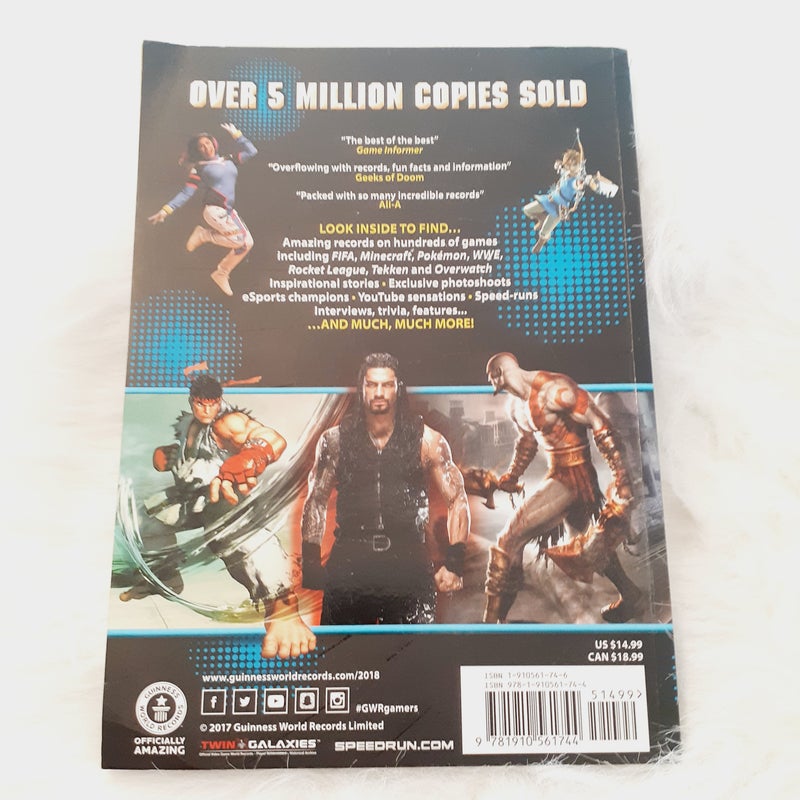 OVER 5 MILLION COPIES SOLD
"The best of the best"
Game Informer
"Overflowing with records, fun facts and information"
Geeks of Doom
"Packed with so many incredible records"
All-A
LOOK INSIDE TO FIND...
Amazing records on hundreds of games
including FIFA, Minecraft, Pokémon, WWE,
Rocket League, Tekken and Overwatch
Inspirational stories • Exclusive photoshoots
eSports champions • YouTube sensations • Speed-runs
Interviews, trivia, features...
...AND MUCH, MUCH MORE!
US $14.99
CAN $18.99
www.guinnessworldrecords.com/2018
#GWRgamers
© 2017 Guinness World Records Limited
GUINNESS WORLD RECORDS
OFFICIALLY
AMAZING
TWIN GALAXIES
SPEEDRUN.COM
ISBN 1-910561-74-6
ISBN 978-1-910561-74-4
51499>
9 781910 561744